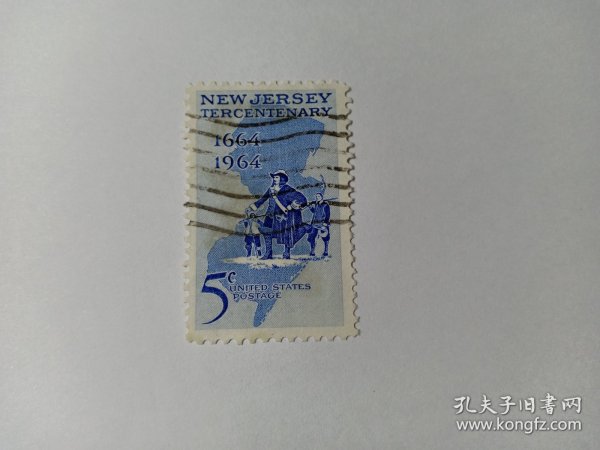 NEW JERSEY
TERCENTENARY
1664
1964
5c
UNITED STATES
POSTAGE
孔夫子旧书网
www.kongfz.com